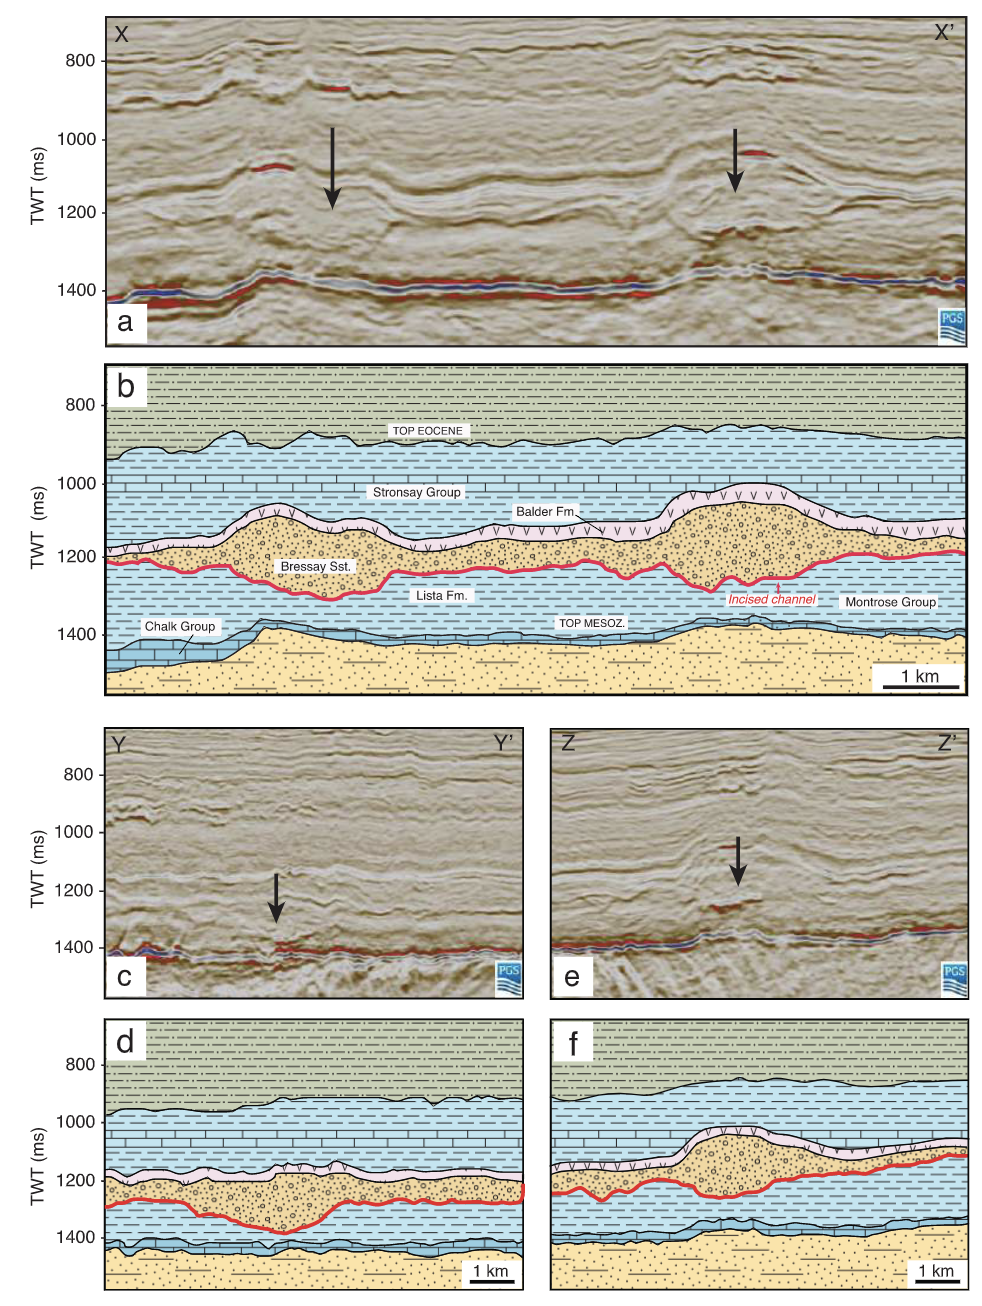 X
X'
800
1000
1200
1400
TWT (ms)
a
PGS
b
800
1000
1200
1400
TWT (ms)
TOP EOCENE
Stronsay Group
Balder Fm.
Bressay Sst.
Lista Fm.
Incised channel
Montrose Group
Chalk Group
TOP MESOZ.
1 km
Y
Y'
800
1000
1200
1400
TWT (ms)
c
PGS
Z
Z'
e
PGS
d
800
1000
1200
1400
TWT (ms)
1 km
f
1 km